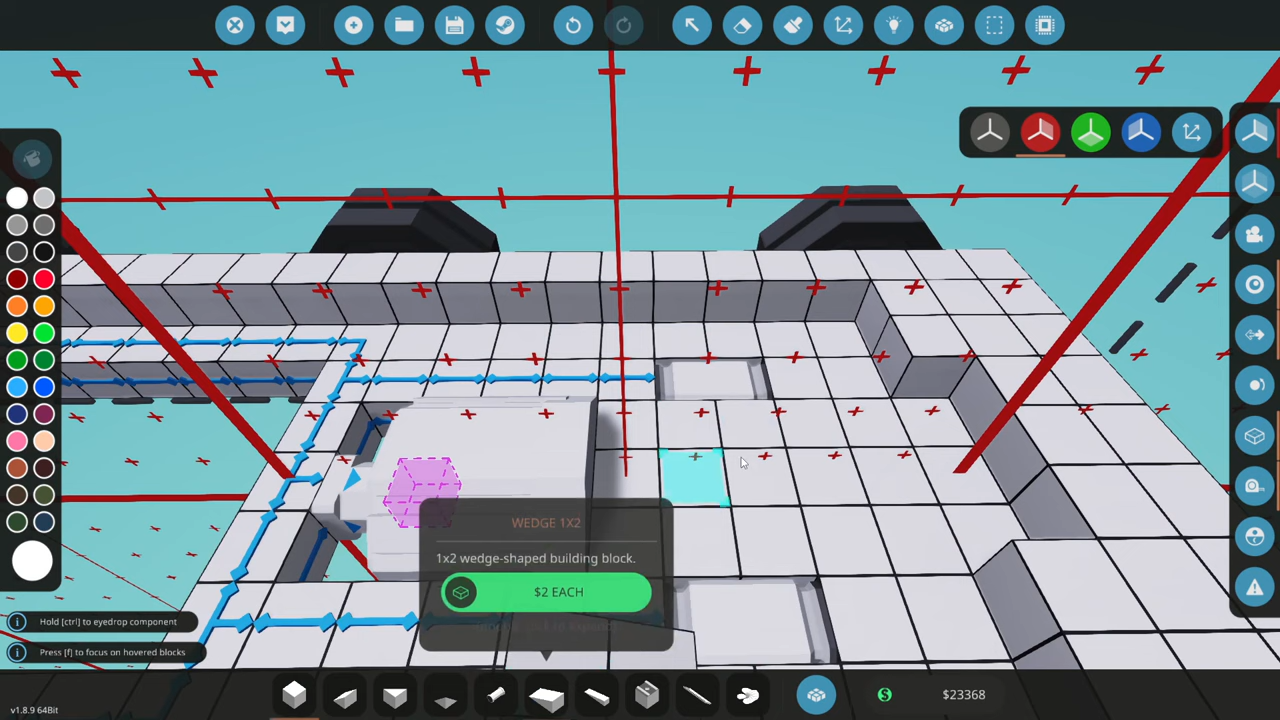 WEDGE 1X2
1x2 wedge-shaped building block.
$2 EACH
Hold [ctrl] to eyedrop component
Press [f] to focus on hovered blocks
$23368
v1.8.9 64Bit